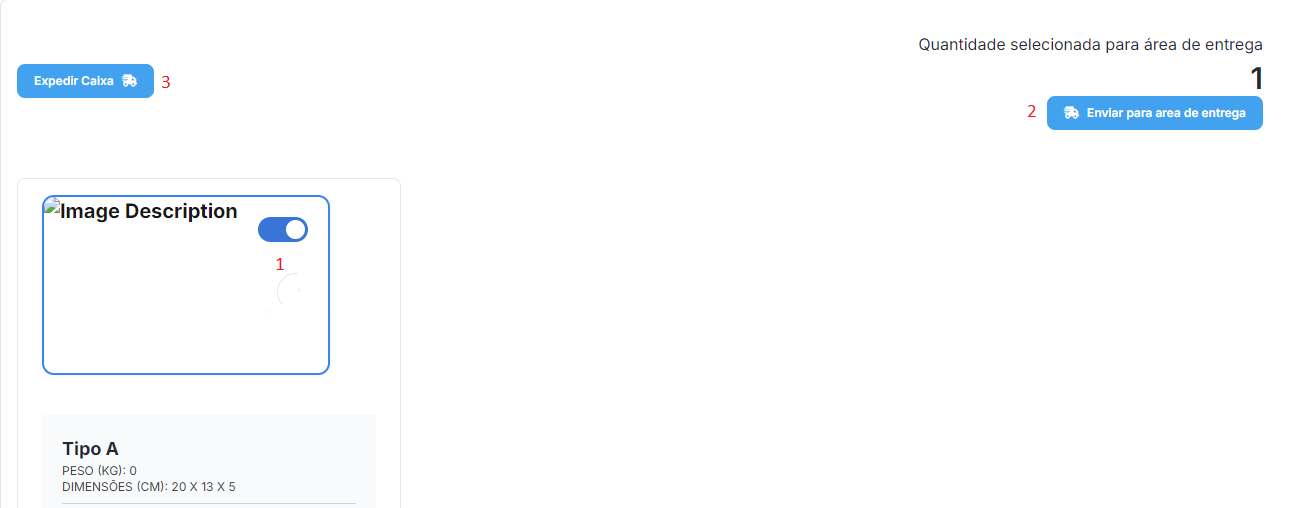 Quantidade selecionada para área de entrega
1
Expedir Caixa 3
2 Enviar para area de entrega
Image Description
1
Tipo A
PESO (KG): 0
DIMENSÕES (CM): 20 X 13 X 5